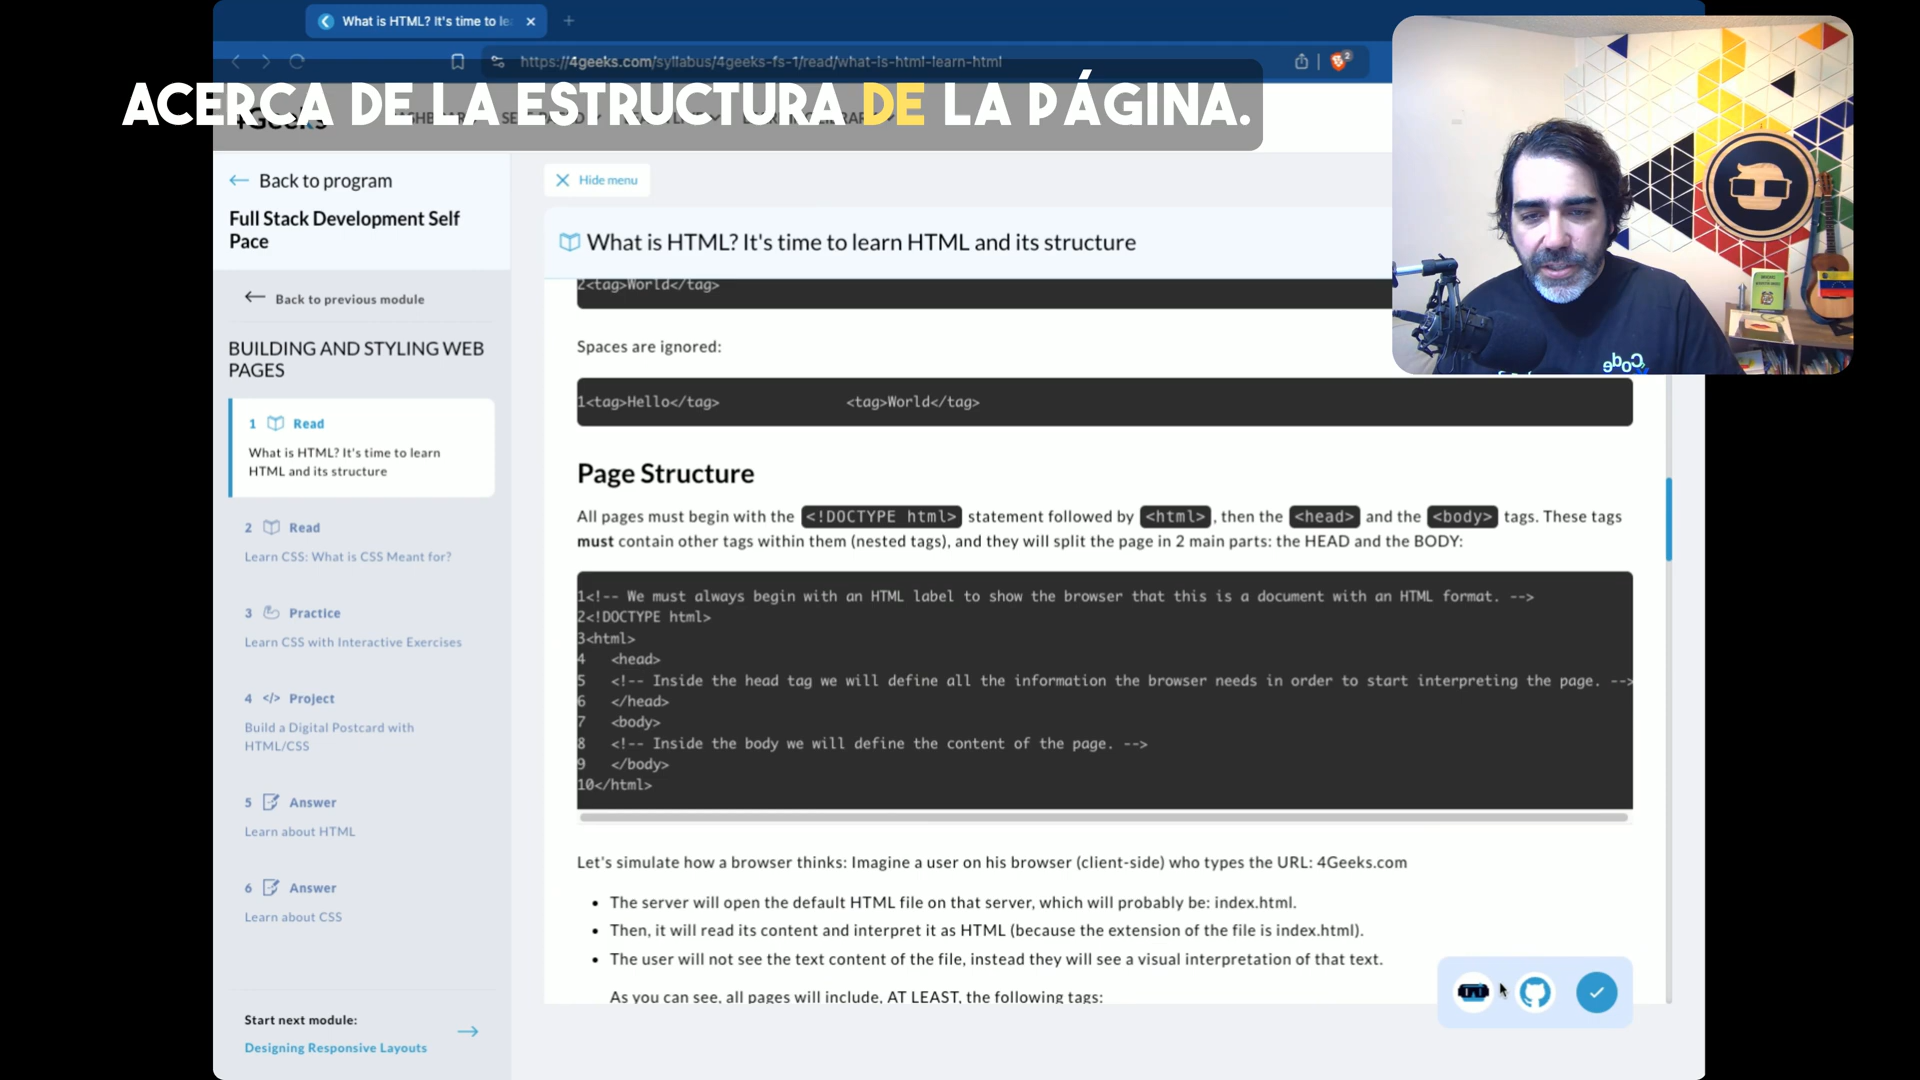 What is HTML? It's time to le
https://4geeks.com/syllabus/4geeks-fs-1/read/what-is-html-learn-html
2
ACERCA DE LA ESTRUCTURA DE LA PÁGINA.
4Geeks
Back to program
Full Stack Development Self
Pace
Back to previous module
BUILDING AND STYLING WEB
PAGES
1 Read
What is HTML? It's time to learn
HTML and its structure
2 Read
Learn CSS: What is CSS Meant for?
3 Practice
Learn CSS with Interactive Exercises
4 </> Project
Build a Digital Postcard with
HTML/CSS
5 Answer
Learn about HTML
6 Answer
Learn about CSS
Start next module:
Designing Responsive Layouts
Hide menu
What is HTML? It's time to learn HTML and its structure
2<tag>World</tag>
Spaces are ignored:
1<tag>Hello</tag> <tag>World</tag>
Page Structure
All pages must begin with the <!DOCTYPE html> statement followed by <html>, then the <head> and the <body> tags. These tags
must contain other tags within them (nested tags), and they will split the page in 2 main parts: the HEAD and the BODY:
1<!-- We must always begin with an HTML label to show the browser that this is a document with an HTML format. -->
2<!DOCTYPE html>
3<html>
4 <head>
5 <!-- Inside the head tag we will define all the information the browser needs in order to start interpreting the page. -->
6 </head>
7 <body>
8 <!-- Inside the body we will define the content of the page. -->
9 </body>
10</html>
Let's simulate how a browser thinks: Imagine a user on his browser (client-side) who types the URL: 4Geeks.com
• The server will open the default HTML file on that server, which will probably be: index.html.
• Then, it will read its content and interpret it as HTML (because the extension of the file is index.html).
• The user will not see the text content of the file, instead they will see a visual interpretation of that text.
As you can see, all pages will include, AT LEAST, the following tags:
Code